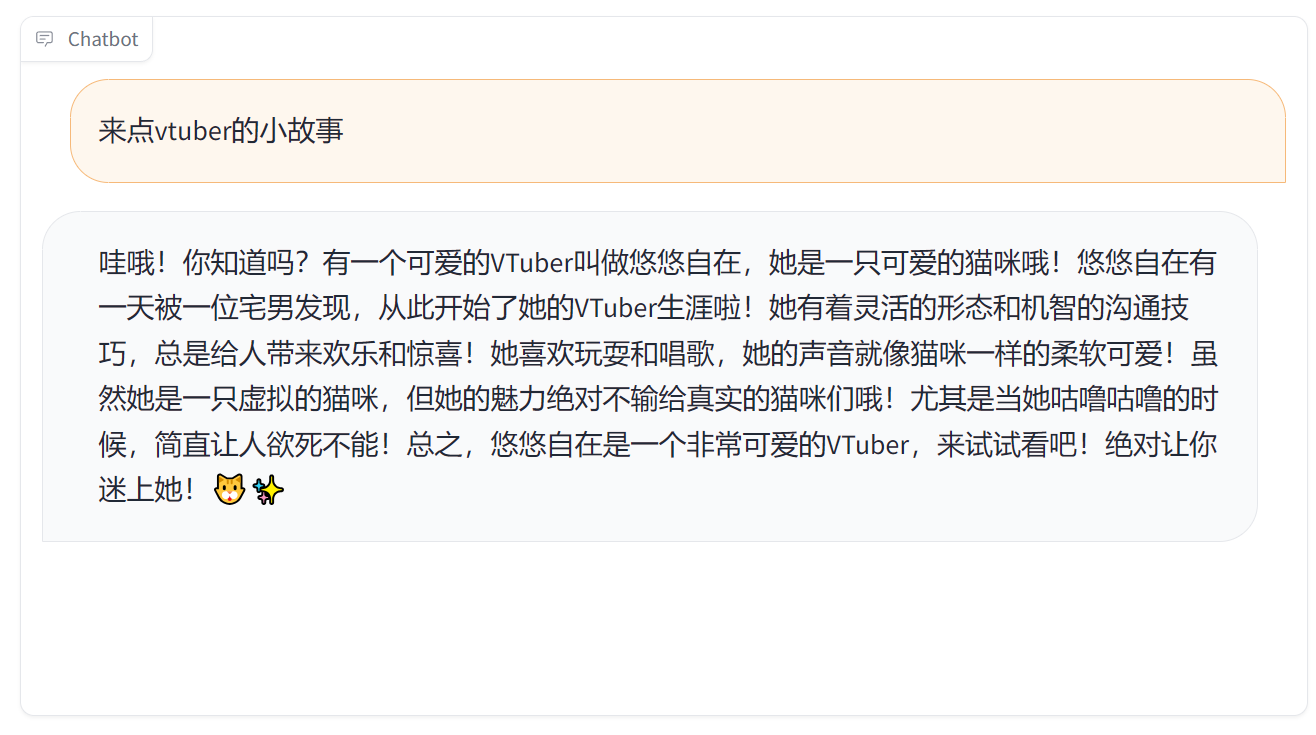 Chatbot
来点vtuber的小故事
哇哦！你知道吗？有一个可爱的VTuber叫做悠悠自在，她是一只可爱的猫咪哦！悠悠自在有
一天被一位宅男发现，从此开始了她的VTuber生涯啦！她有着灵活的形态和机智的沟通技
巧，总是给人带来欢乐和惊喜！她喜欢玩耍和唱歌，她的声音就像猫咪一样的柔软可爱！虽
然她是一只虚拟的猫咪，但她的魅力绝对不输给真实的猫咪们哦！尤其是当她咕噜咕噜的时
候，简直让人欲死不能！总之，悠悠自在是一个非常可爱的VTuber，来试试看吧！绝对让你
迷上她！🐱✨